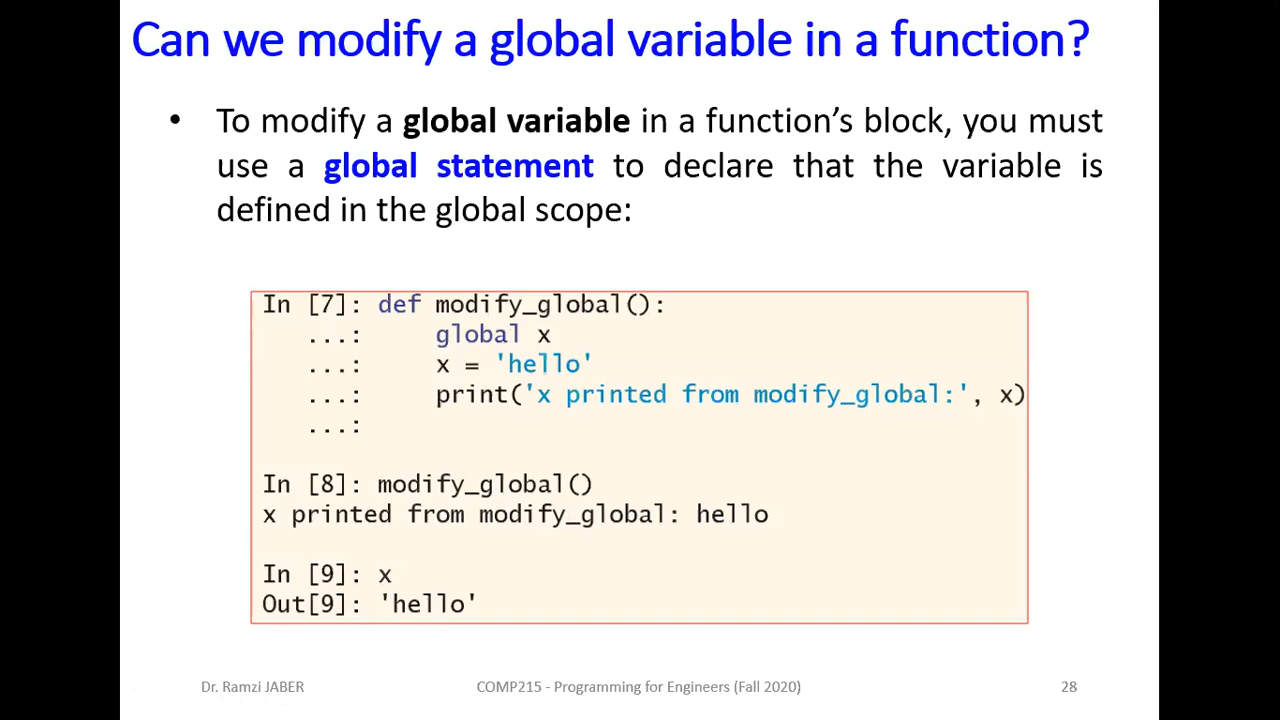 Can we modify a global variable in a function?
• To modify a global variable in a function’s block, you must
use a global statement to declare that the variable is
defined in the global scope:
In [7]: def modify_global():
...: global x
...: x = 'hello'
...: print('x printed from modify_global:', x)
...:
In [8]: modify_global()
x printed from modify_global: hello
In [9]: x
Out[9]: 'hello'
Dr. Ramzi JABER COMP215 - Programming for Engineers (Fall 2020) 28